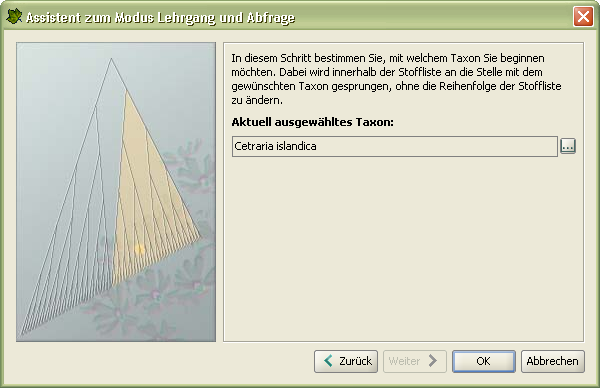 Assistent zum Modus Lehrgang und Abfrage
In diesem Schritt bestimmen Sie, mit welchem Taxon Sie beginnen
möchten. Dabei wird innerhalb der Stoffliste an die Stelle mit dem
gewünschten Taxon gesprungen, ohne die Reihenfolge der Stoffliste
zu ändern.
Aktuell ausgewähltes Taxon:
Cetraria islandica ...
Zurück Weiter OK Abbrechen